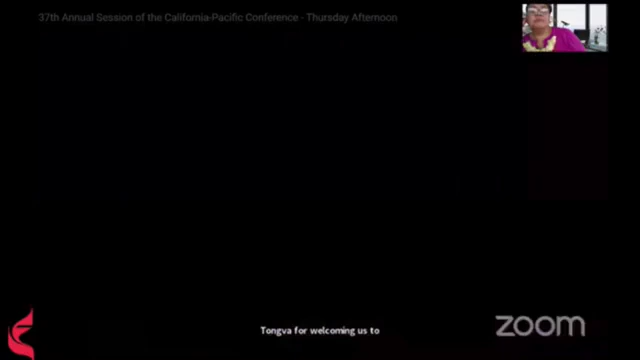 37th Annual Session of the California-Pacific Conference - Thursday Afternoon
Tongva for welcoming us to
zoom